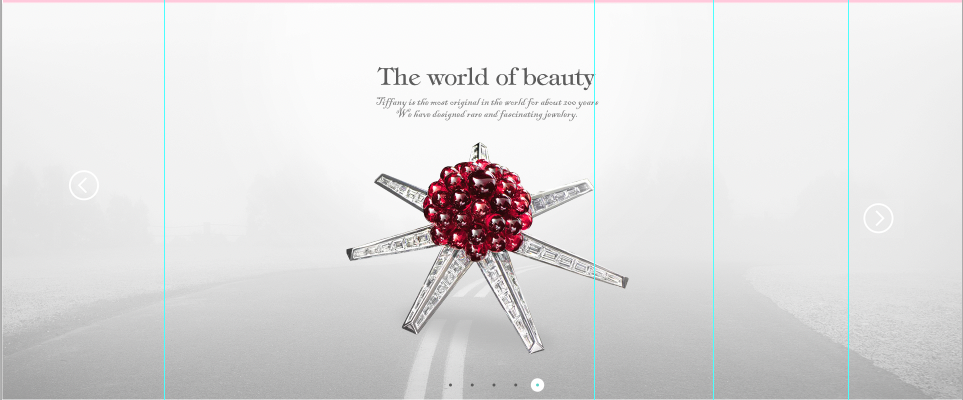 The world of beauty
Tiffany is the most original in the world for about 200 years
We have designed rare and fascinating jewelery.